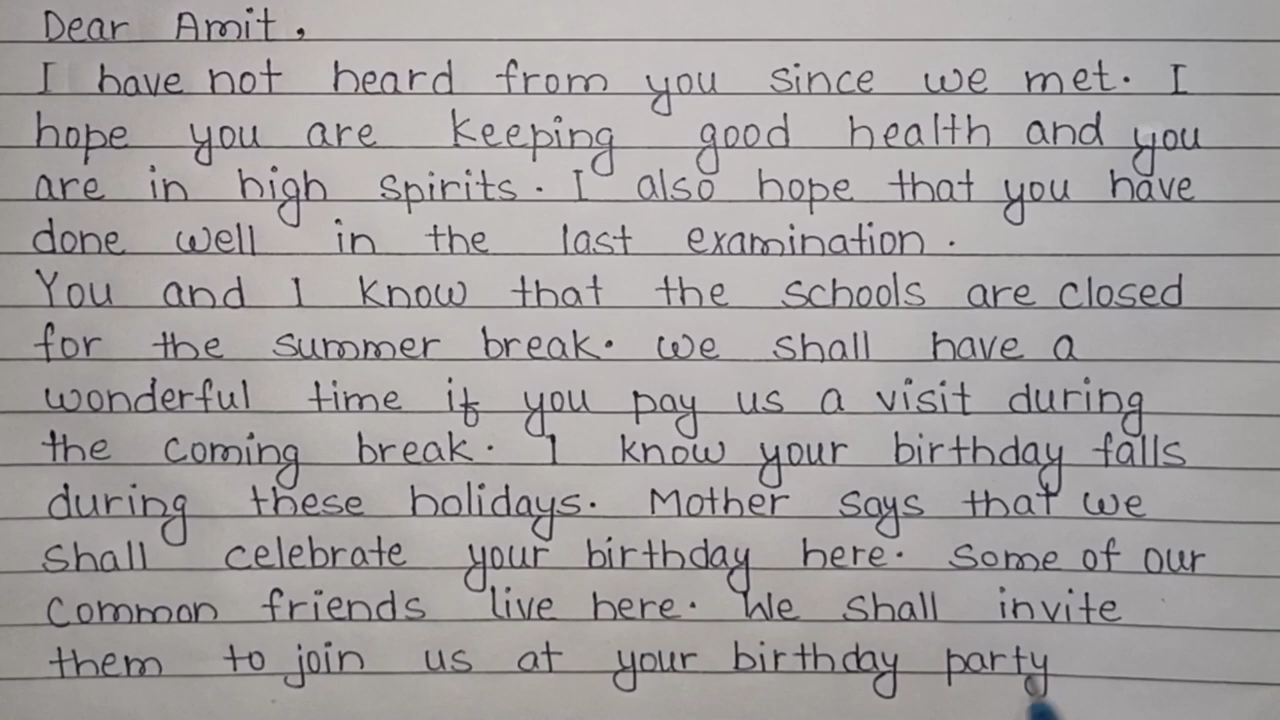 Dear Amit,
I have not heard from you since we met. I
hope you are keeping good health and you
are in high spirits. I also hope that you have
done well in the last examination.
You and I know that the schools are closed
for the summer break. we shall have a
wonderful time if you pay us a visit during
the coming break. I know your birthday falls
during these holidays. Mother says that we
shall celebrate your birthday here. Some of our
common friends live here. We shall invite
them to join us at your birthday party